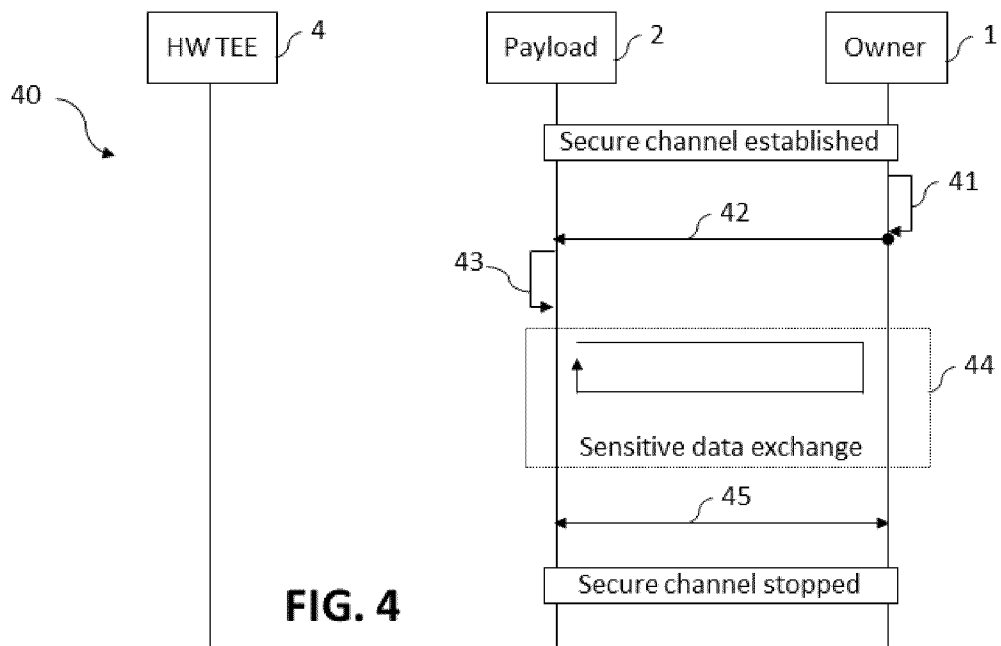 HW TEE
4
Payload
2
Owner
1
40
Secure channel established
41
42
43
44
Sensitive data exchange
45
Secure channel stopped
FIG. 4